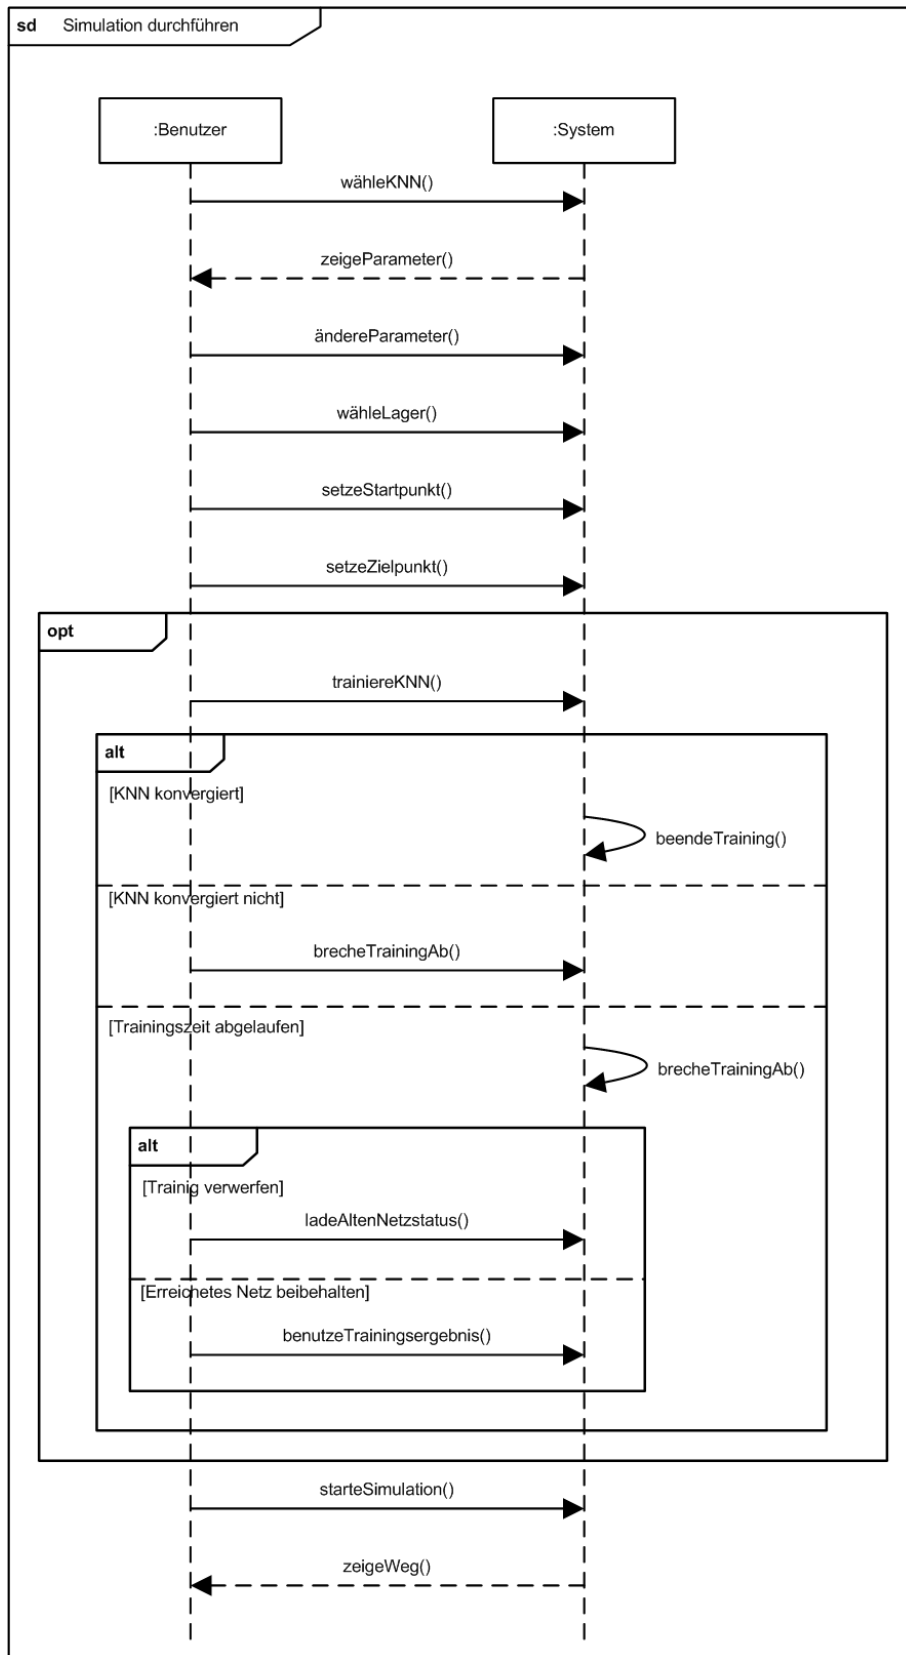 sd Simulation durchführen
:Benutzer :System
wähleKNN()
zeigeParameter()
ändereParameter()
wähleLager()
setzeStartpunkt()
setzeZielpunkt()
opt
trainiereKNN()
alt
[KNN konvergiert]
beendeTraining()
[KNN konvergiert nicht]
brecheTrainingAb()
[Trainingszeit abgelaufen]
brecheTrainingAb()
alt
[Trainig verwerfen]
ladeAltenNetzstatus()
[Erreichetes Netz beibehalten]
benutzeTrainingsergebnis()
starteSimulation()
zeigeWeg()